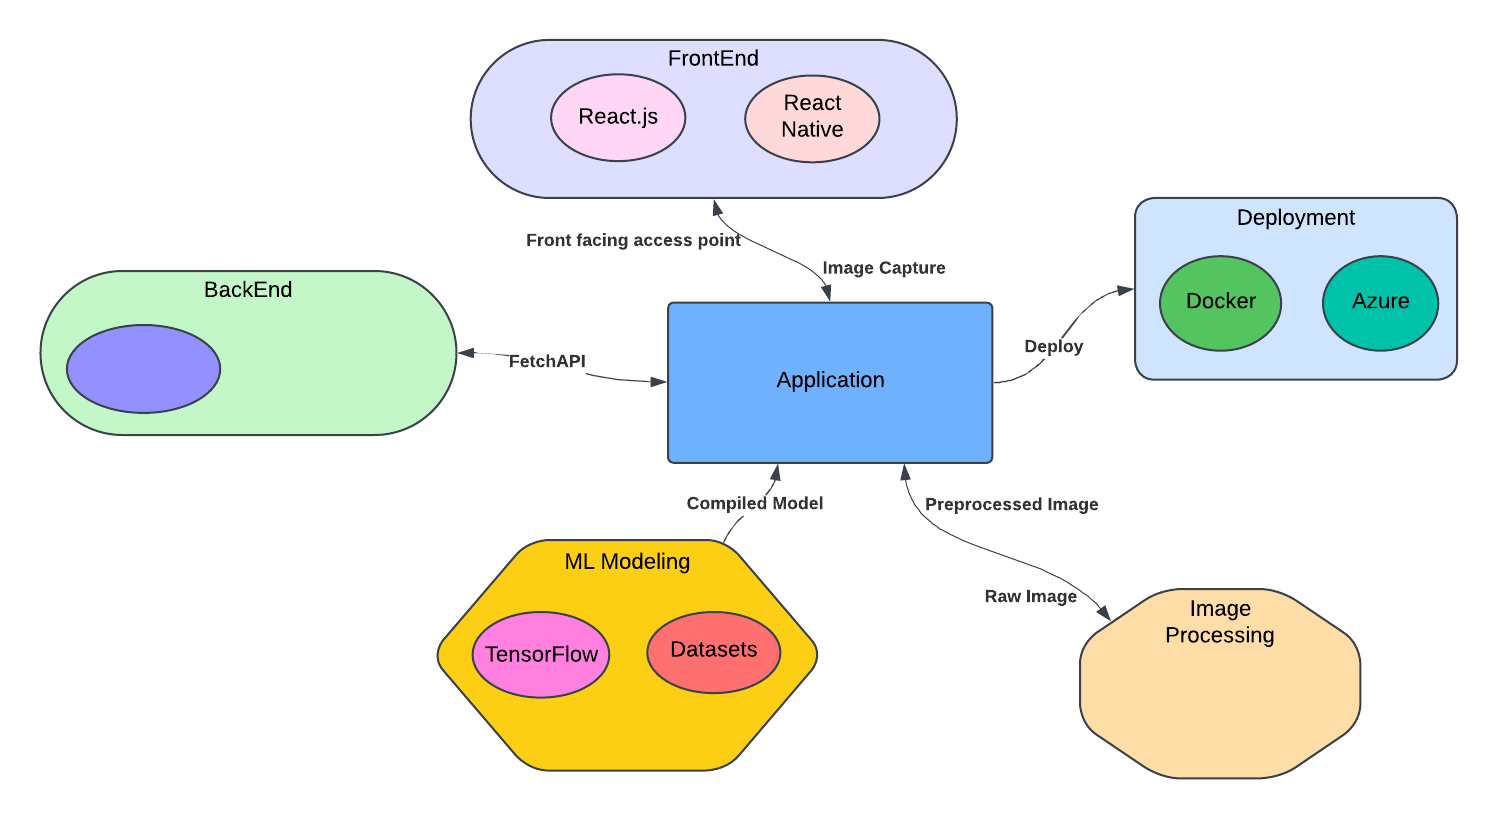 FrontEnd
React.js
React
Native
Front facing access point
Image Capture
Deployment
Docker
Azure
BackEnd
FetchAPI
Application
Deploy
Compiled Model
Preprocessed Image
ML Modeling
TensorFlow
Datasets
Raw Image
Image
Processing